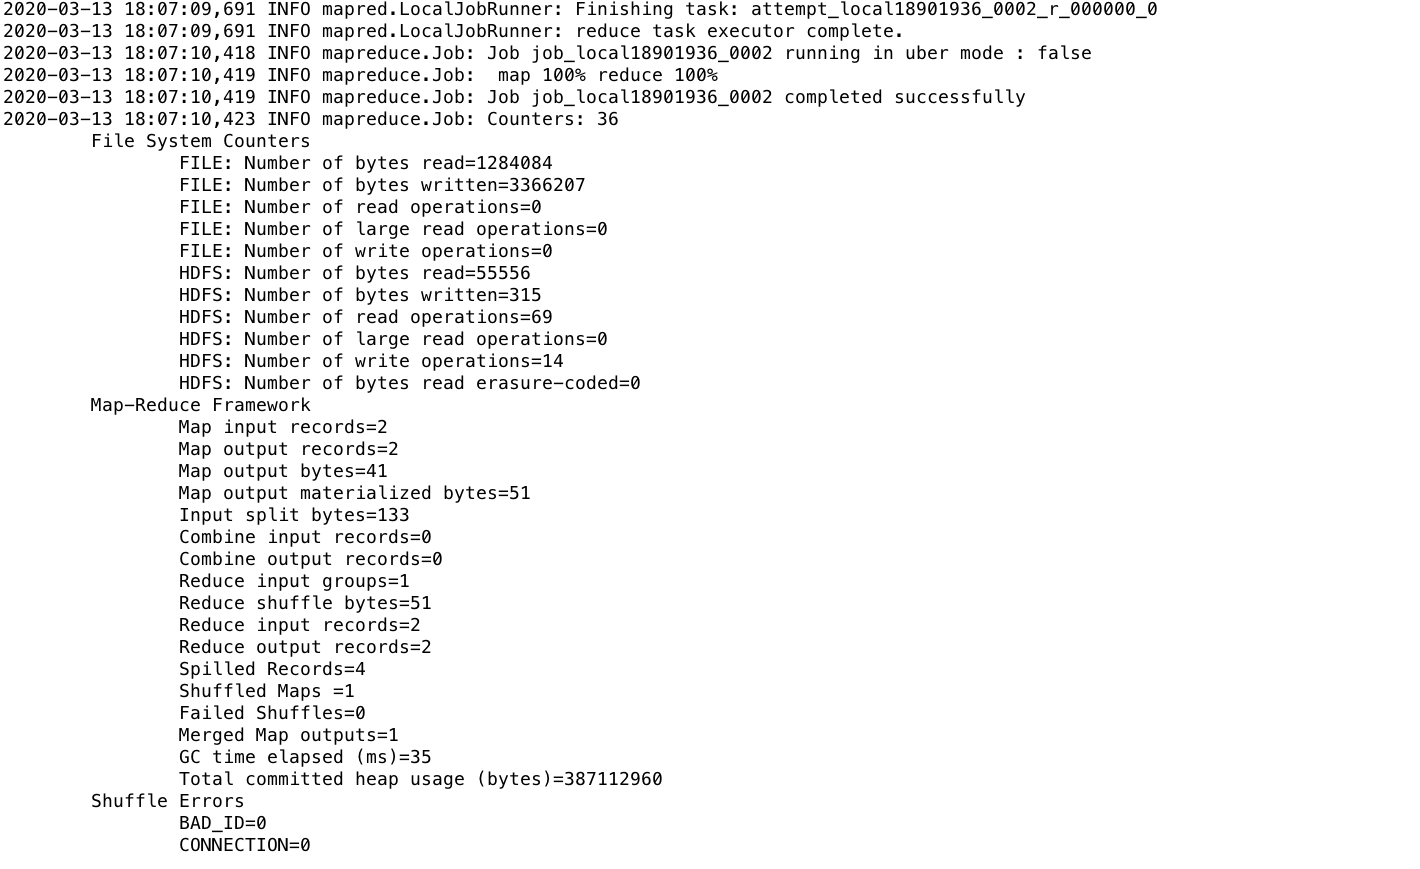 2020-03-13 18:07:09,691 INFO mapred.LocalJobRunner: Finishing task: attempt_local18901936_0002_r_000000_0
2020-03-13 18:07:09,691 INFO mapred.LocalJobRunner: reduce task executor complete.
2020-03-13 18:07:10,418 INFO mapreduce.Job: Job job_local18901936_0002 running in uber mode : false
2020-03-13 18:07:10,419 INFO mapreduce.Job:  map 100% reduce 100%
2020-03-13 18:07:10,419 INFO mapreduce.Job: Job job_local18901936_0002 completed successfully
2020-03-13 18:07:10,423 INFO mapreduce.Job: Counters: 36
File System Counters
FILE: Number of bytes read=1284084
FILE: Number of bytes written=3366207
FILE: Number of read operations=0
FILE: Number of large read operations=0
FILE: Number of write operations=0
HDFS: Number of bytes read=55556
HDFS: Number of bytes written=315
HDFS: Number of read operations=69
HDFS: Number of large read operations=0
HDFS: Number of write operations=14
HDFS: Number of bytes read erasure-coded=0
Map-Reduce Framework
Map input records=2
Map output records=2
Map output bytes=41
Map output materialized bytes=51
Input split bytes=133
Combine input records=0
Combine output records=0
Reduce input groups=1
Reduce shuffle bytes=51
Reduce input records=2
Reduce output records=2
Spilled Records=4
Shuffled Maps =1
Failed Shuffles=0
Merged Map outputs=1
GC time elapsed (ms)=35
Total committed heap usage (bytes)=387112960
Shuffle Errors
BAD_ID=0
CONNECTION=0